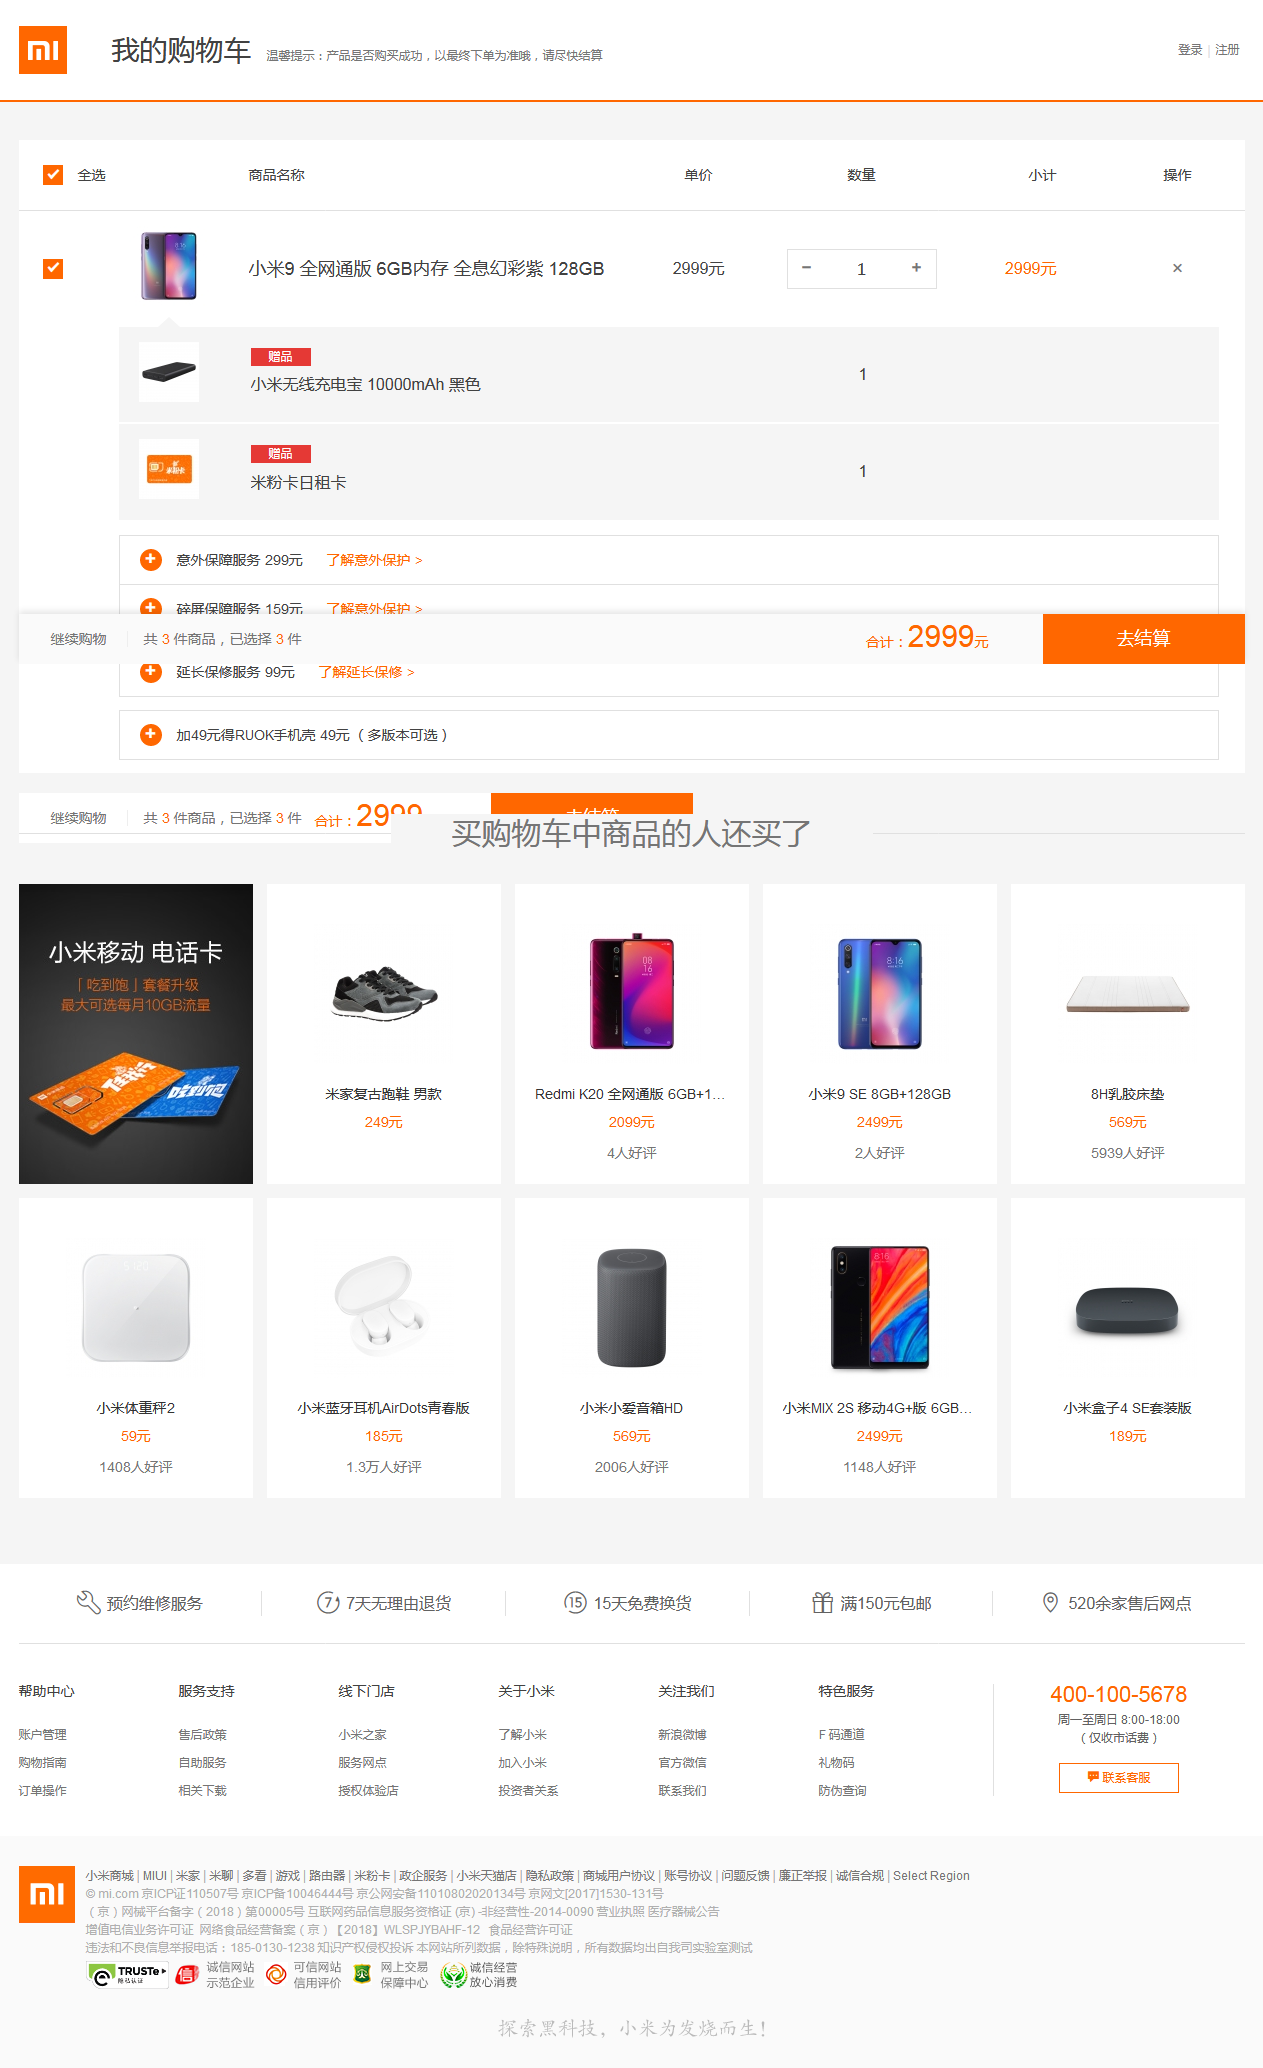 我的购物车 温馨提示：产品是否购买成功，以最终下单为准哦，请尽快结算 登录 | 注册
全选 商品名称 单价 数量 小计 操作
小米9 全网通版 6GB内存 全息幻彩紫 128GB 2999元 − 1 + 2999元 ×
赠品
小米无线充电宝 10000mAh 黑色 1
赠品
米粉卡日租卡 1
意外保障服务 299元 了解意外保护 >
碎屏保障服务 159元 了解意外保护 >
继续购物 共 3 件商品，已选择 3 件 合计：2999元 去结算
延长保修服务 99元 了解延长保修 >
加49元得RUOK手机壳 49元 （多版本可选）
继续购物 共 3 件商品，已选择 3 件 合计：2999 去结算
买购物车中商品的人还买了
小米移动 电话卡
「吃到饱」套餐升级
最大可选每月10GB流量
米家复古跑鞋 男款
249元
Redmi K20 全网通版 6GB+1...
2099元
4人好评
小米9 SE 8GB+128GB
2499元
2人好评
8H乳胶床垫
569元
5939人好评
小米体重秤2
59元
1408人好评
小米蓝牙耳机AirDots青春版
185元
1.3万人好评
小米小爱音箱HD
569元
2006人好评
小米MIX 2S 移动4G+版 6GB...
2499元
1148人好评
小米盒子4 SE套装版
189元
预约维修服务 7天无理由退货 15天免费换货 满150元包邮 520余家售后网点
帮助中心 服务支持 线下门店 关于小米 关注我们 特色服务
账户管理 售后政策 小米之家 了解小米 新浪微博 F 码通道
购物指南 自助服务 服务网点 加入小米 官方微信 礼物码
订单操作 相关下载 授权体验店 投资者关系 联系我们 防伪查询
400-100-5678
周一至周日 8:00-18:00
（仅收市话费）
联系客服
小米商城 | MIUI | 米家 | 米聊 | 多看 | 游戏 | 路由器 | 米粉卡 | 政企服务 | 小米天猫店 | 隐私政策 | 商城用户协议 | 账号协议 | 问题反馈 | 廉正举报 | 诚信合规 | Select Region
© mi.com 京ICP证110507号 京ICP备10046444号 京公网安备11010802020134号 京网文[2017]1530-131号
（京）网械平台备字（2018）第00005号 互联网药品信息服务资格证 (京) -非经营性-2014-0090 营业执照 医疗器械公告
增值电信业务许可证 网络食品经营备案（京）【2018】WLSPJYBAHF-12 食品经营许可证
违法和不良信息举报电话：185-0130-1238 知识产权侵权投诉 本网站所列数据，除特殊说明，所有数据均出自我司实验室测试
TRUSTe 隐私认证 诚信网站 示范企业 可信网站 信用评价 网上交易 保障中心 诚信经营 放心消费
探索黑科技，小米为发烧而生！